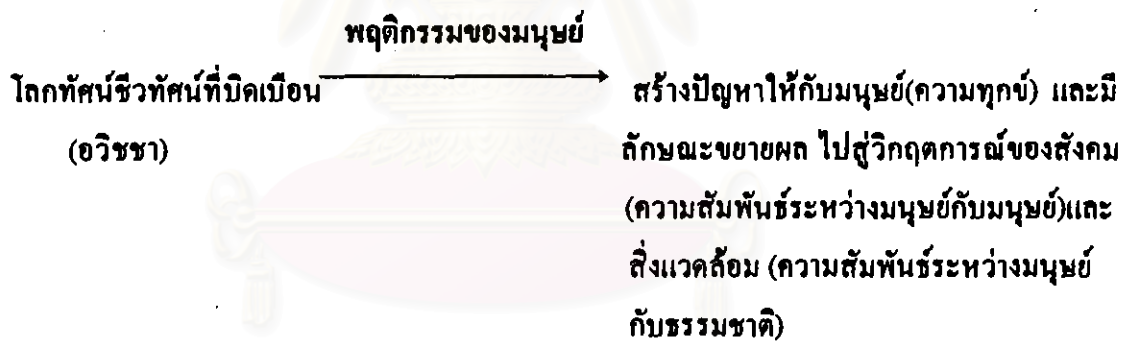 พฤติกรรมของมนุษย์
โลกทัศน์ชีวทัศน์ที่บิดเบือน สร้างปัญหาให้กับมนุษย์(ความทุกข์) และมี
(อวิชชา) ลักษณะขยายผล ไปสู่วิกฤตการณ์ของสังคม
(ความสัมพันธ์ระหว่างมนุษย์กับมนุษย์)และ
สิ่งแวดล้อม (ความสัมพันธ์ระหว่างมนุษย์
กับธรรมชาติ)